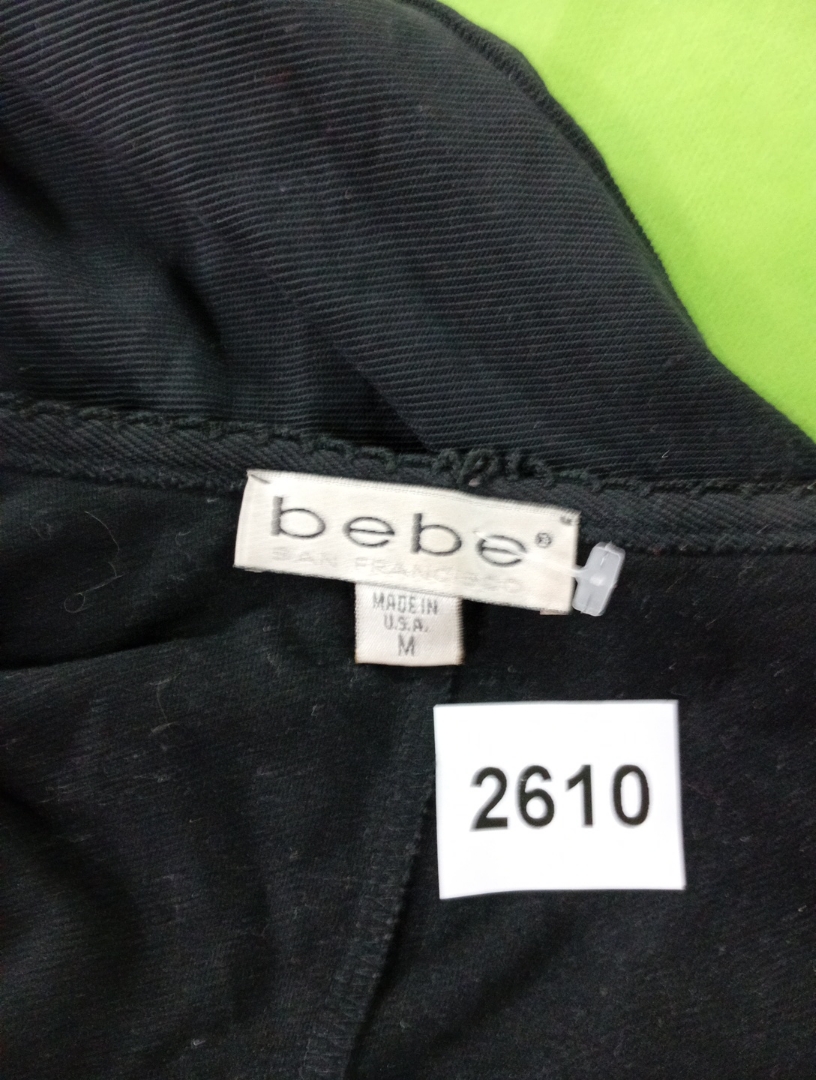 bebe®
SAN FRANCISCO
MADE IN
U.S.A.
M
2610